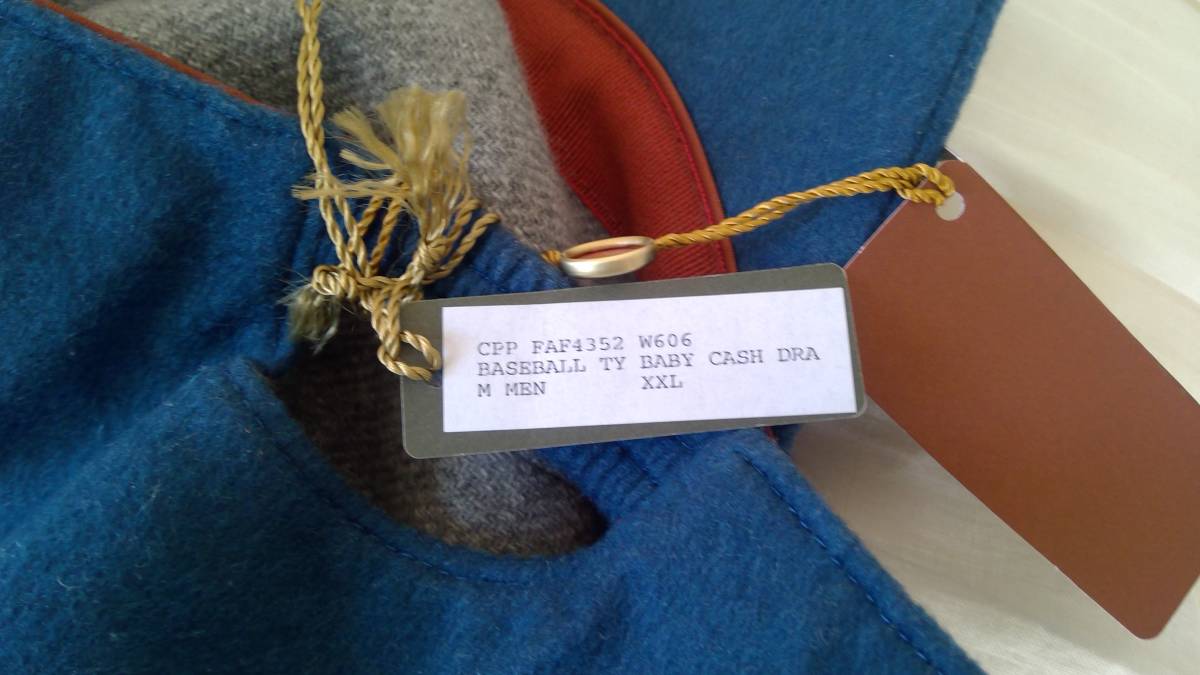 CPP FAF4352 W606
BASEBALL TY BABY CASH DRA
M MEN XXL